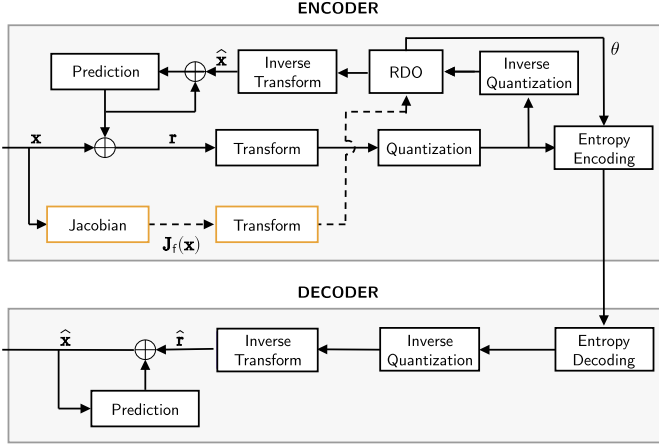 ENCODER
Prediction
x̂
Inverse
Transform
RDO
Inverse
Quantization
θ
x
r
Transform
Quantization
Entropy
Encoding
Jacobian
J_f(x)
Transform
DECODER
x̂
r̂
Inverse
Transform
Inverse
Quantization
Entropy
Decoding
Prediction